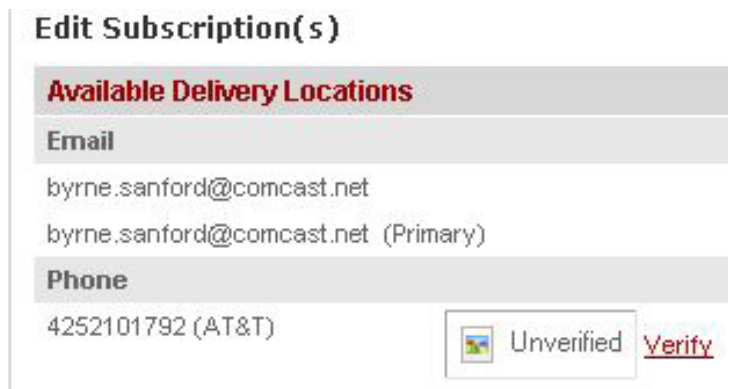 Edit Subscription(s)
Available Delivery Locations
Email
byrne.sanford@comcast.net
byrne.sanford@comcast.net (Primary)
Phone
4252101792 (AT&T) Unverified Verify